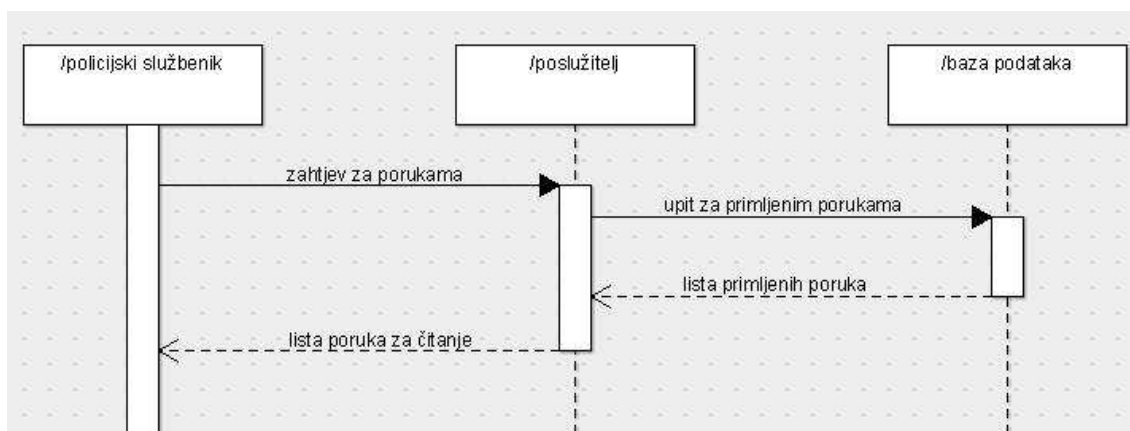 /policijski službenik
/poslužitelj
/baza podataka
zahtjev za porukama
upit za primljenim porukama
lista primljenih poruka
lista poruka za čitanje